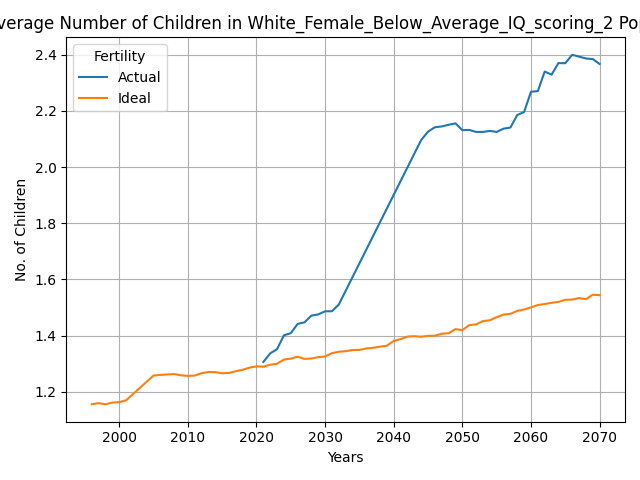 verage Number of Children in White_Female_Below_Average_IQ_scoring_2 Po
Fertility
Actual
Ideal
2.4
2.2
2.0
1.8
1.6
1.4
1.2
No. of Children
2000 2010 2020 2030 2040 2050 2060 2070
Years